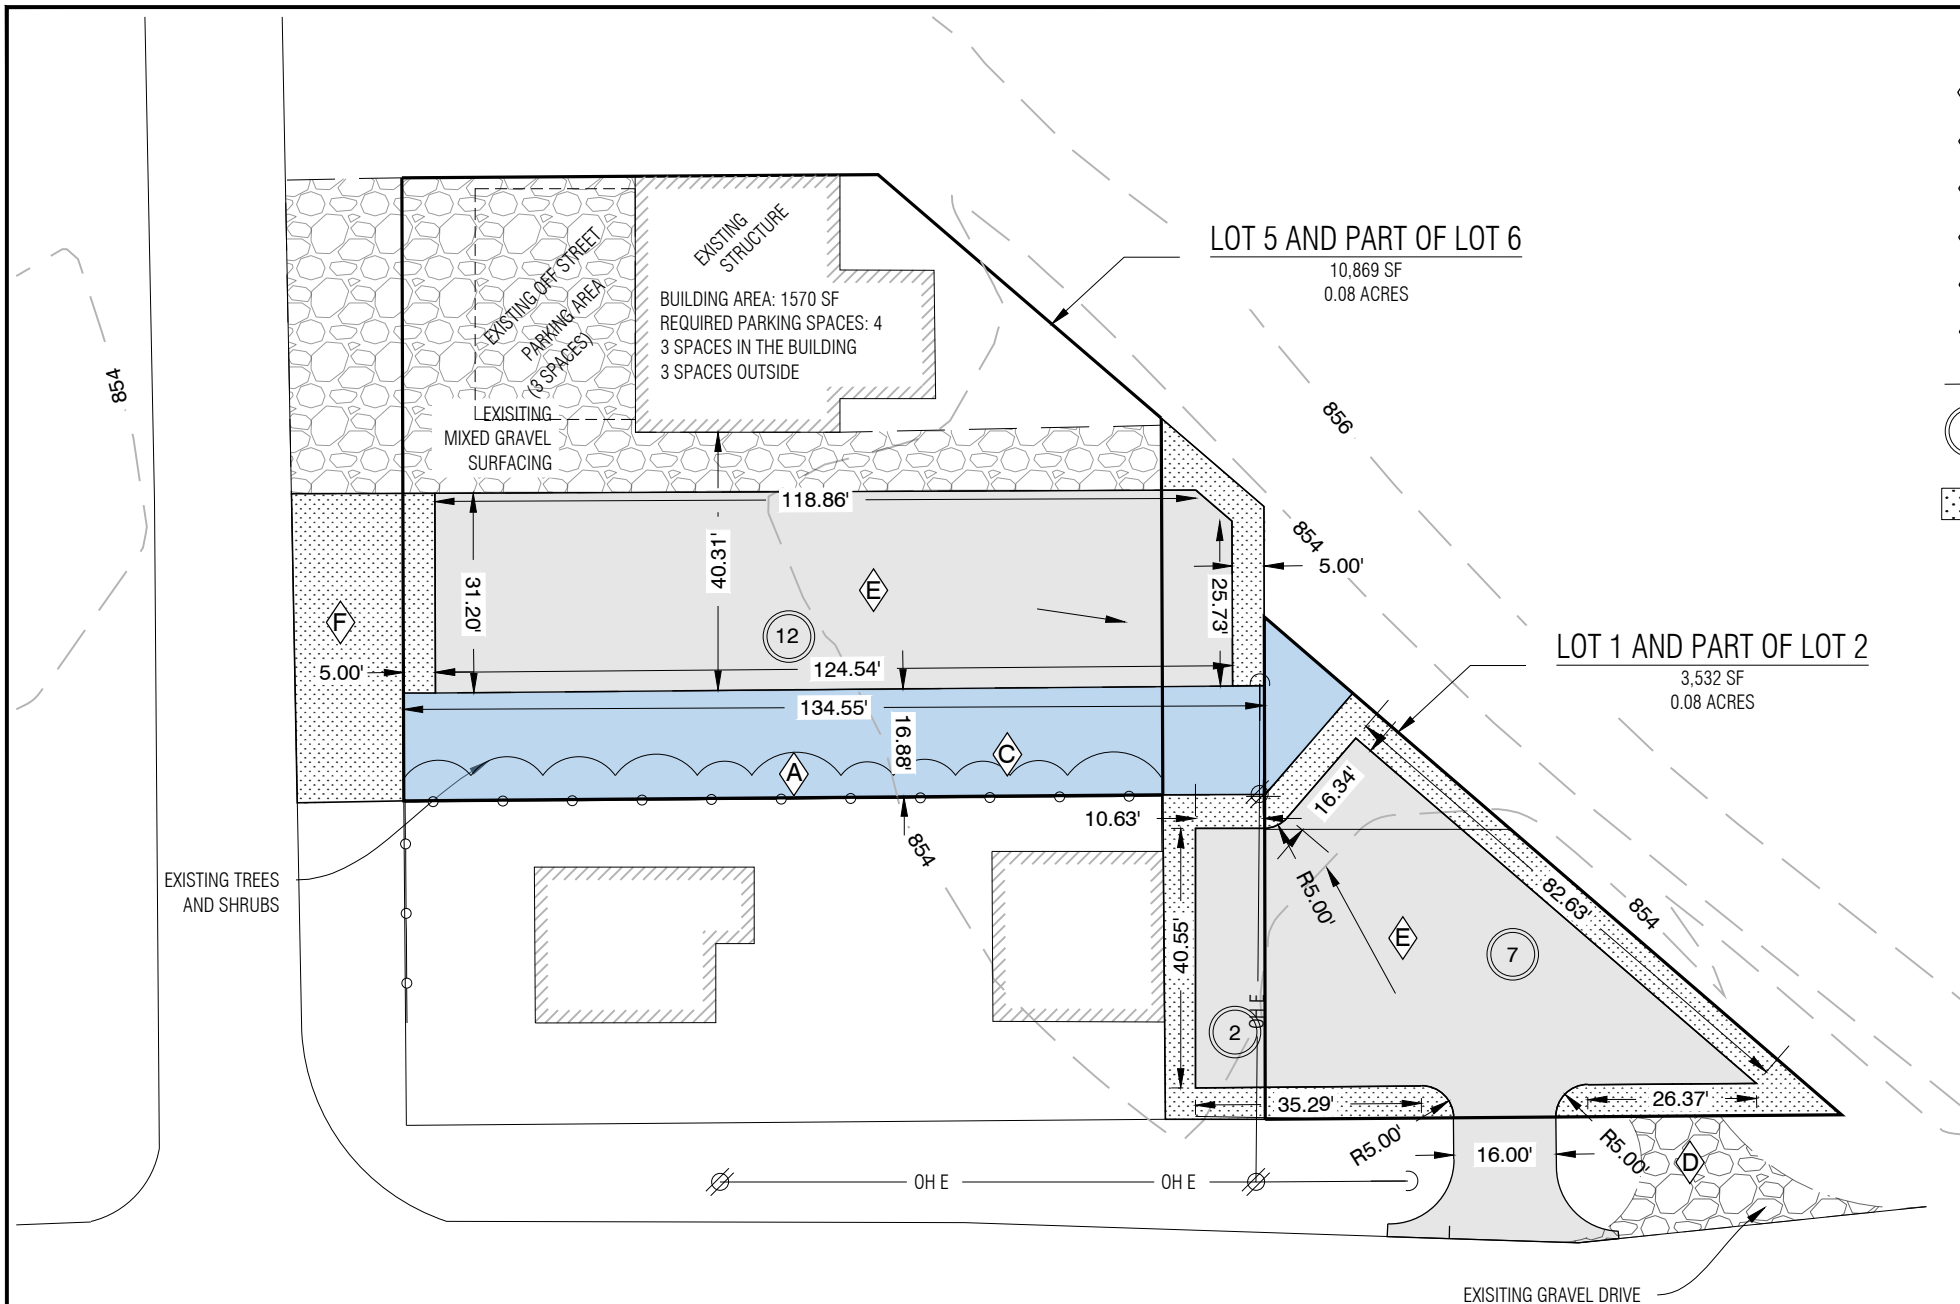 LOT 5 AND PART OF LOT 6
10,869 SF
0.08 ACRES
EXISTING
STRUCTURE
EXISTING OFF STREET
PARKING AREA
(3 SPACES)
BUILDING AREA: 1570 SF
REQUIRED PARKING SPACES: 4
3 SPACES IN THE BUILDING
3 SPACES OUTSIDE
854
856
EXISITING
MIXED GRAVEL
SURFACING
118.86'
854
5.00'
40.31'
31.20'
25.73'
E
F
12
124.54'
5.00'
LOT 1 AND PART OF LOT 2
3,532 SF
0.08 ACRES
134.55'
16.88'
C
A
16.34'
10.63'
854
EXISTING TREES
AND SHRUBS
R5.00'
82.63'
854
40.55'
E
7
OH E
2
35.29'
26.37'
R5.00'
16.00'
R5.00'
D
OH E
OH E
EXISITING GRAVEL DRIVE